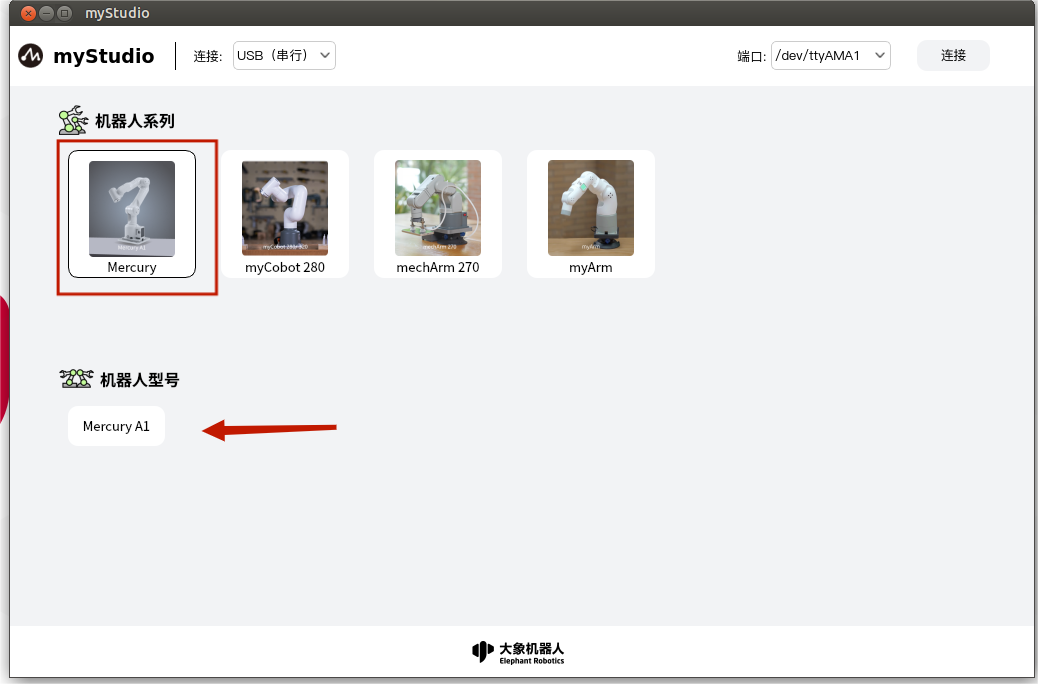 myStudio
myStudio
连接:
USB（串行）
端口:
/dev/ttyAMA1
连接
机器人系列
Mercury A1
Mercury
myCobot 280
mechArm 270
mechArm 270
myArm
myArm
机器人型号
Mercury A1
大象机器人
Elephant Robotics